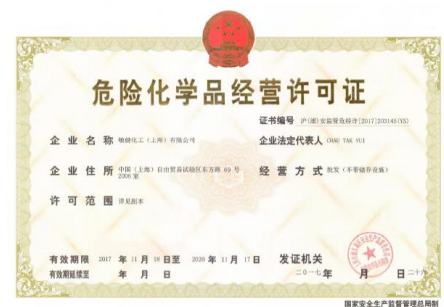 危险化学品经营许可证
证书编号 沪(浦)安监管危经许[2017]203145(YS)
企业名称 敏健化工(上海)有限公司 企业法定代表人 CHAU TAK YUI
企业住所 中国(上海)自由贸易试验区东方路 69 号 经营方式 批发(不带储存设施)
2006室
许可范围 详见副本
有效期限 2017 年 11 月 18 日至 2020 年 11 月 17 日 发证机关
有效期延续至 年 月 日 二〇一七年 月 日
国家安全生产监督管理总局制